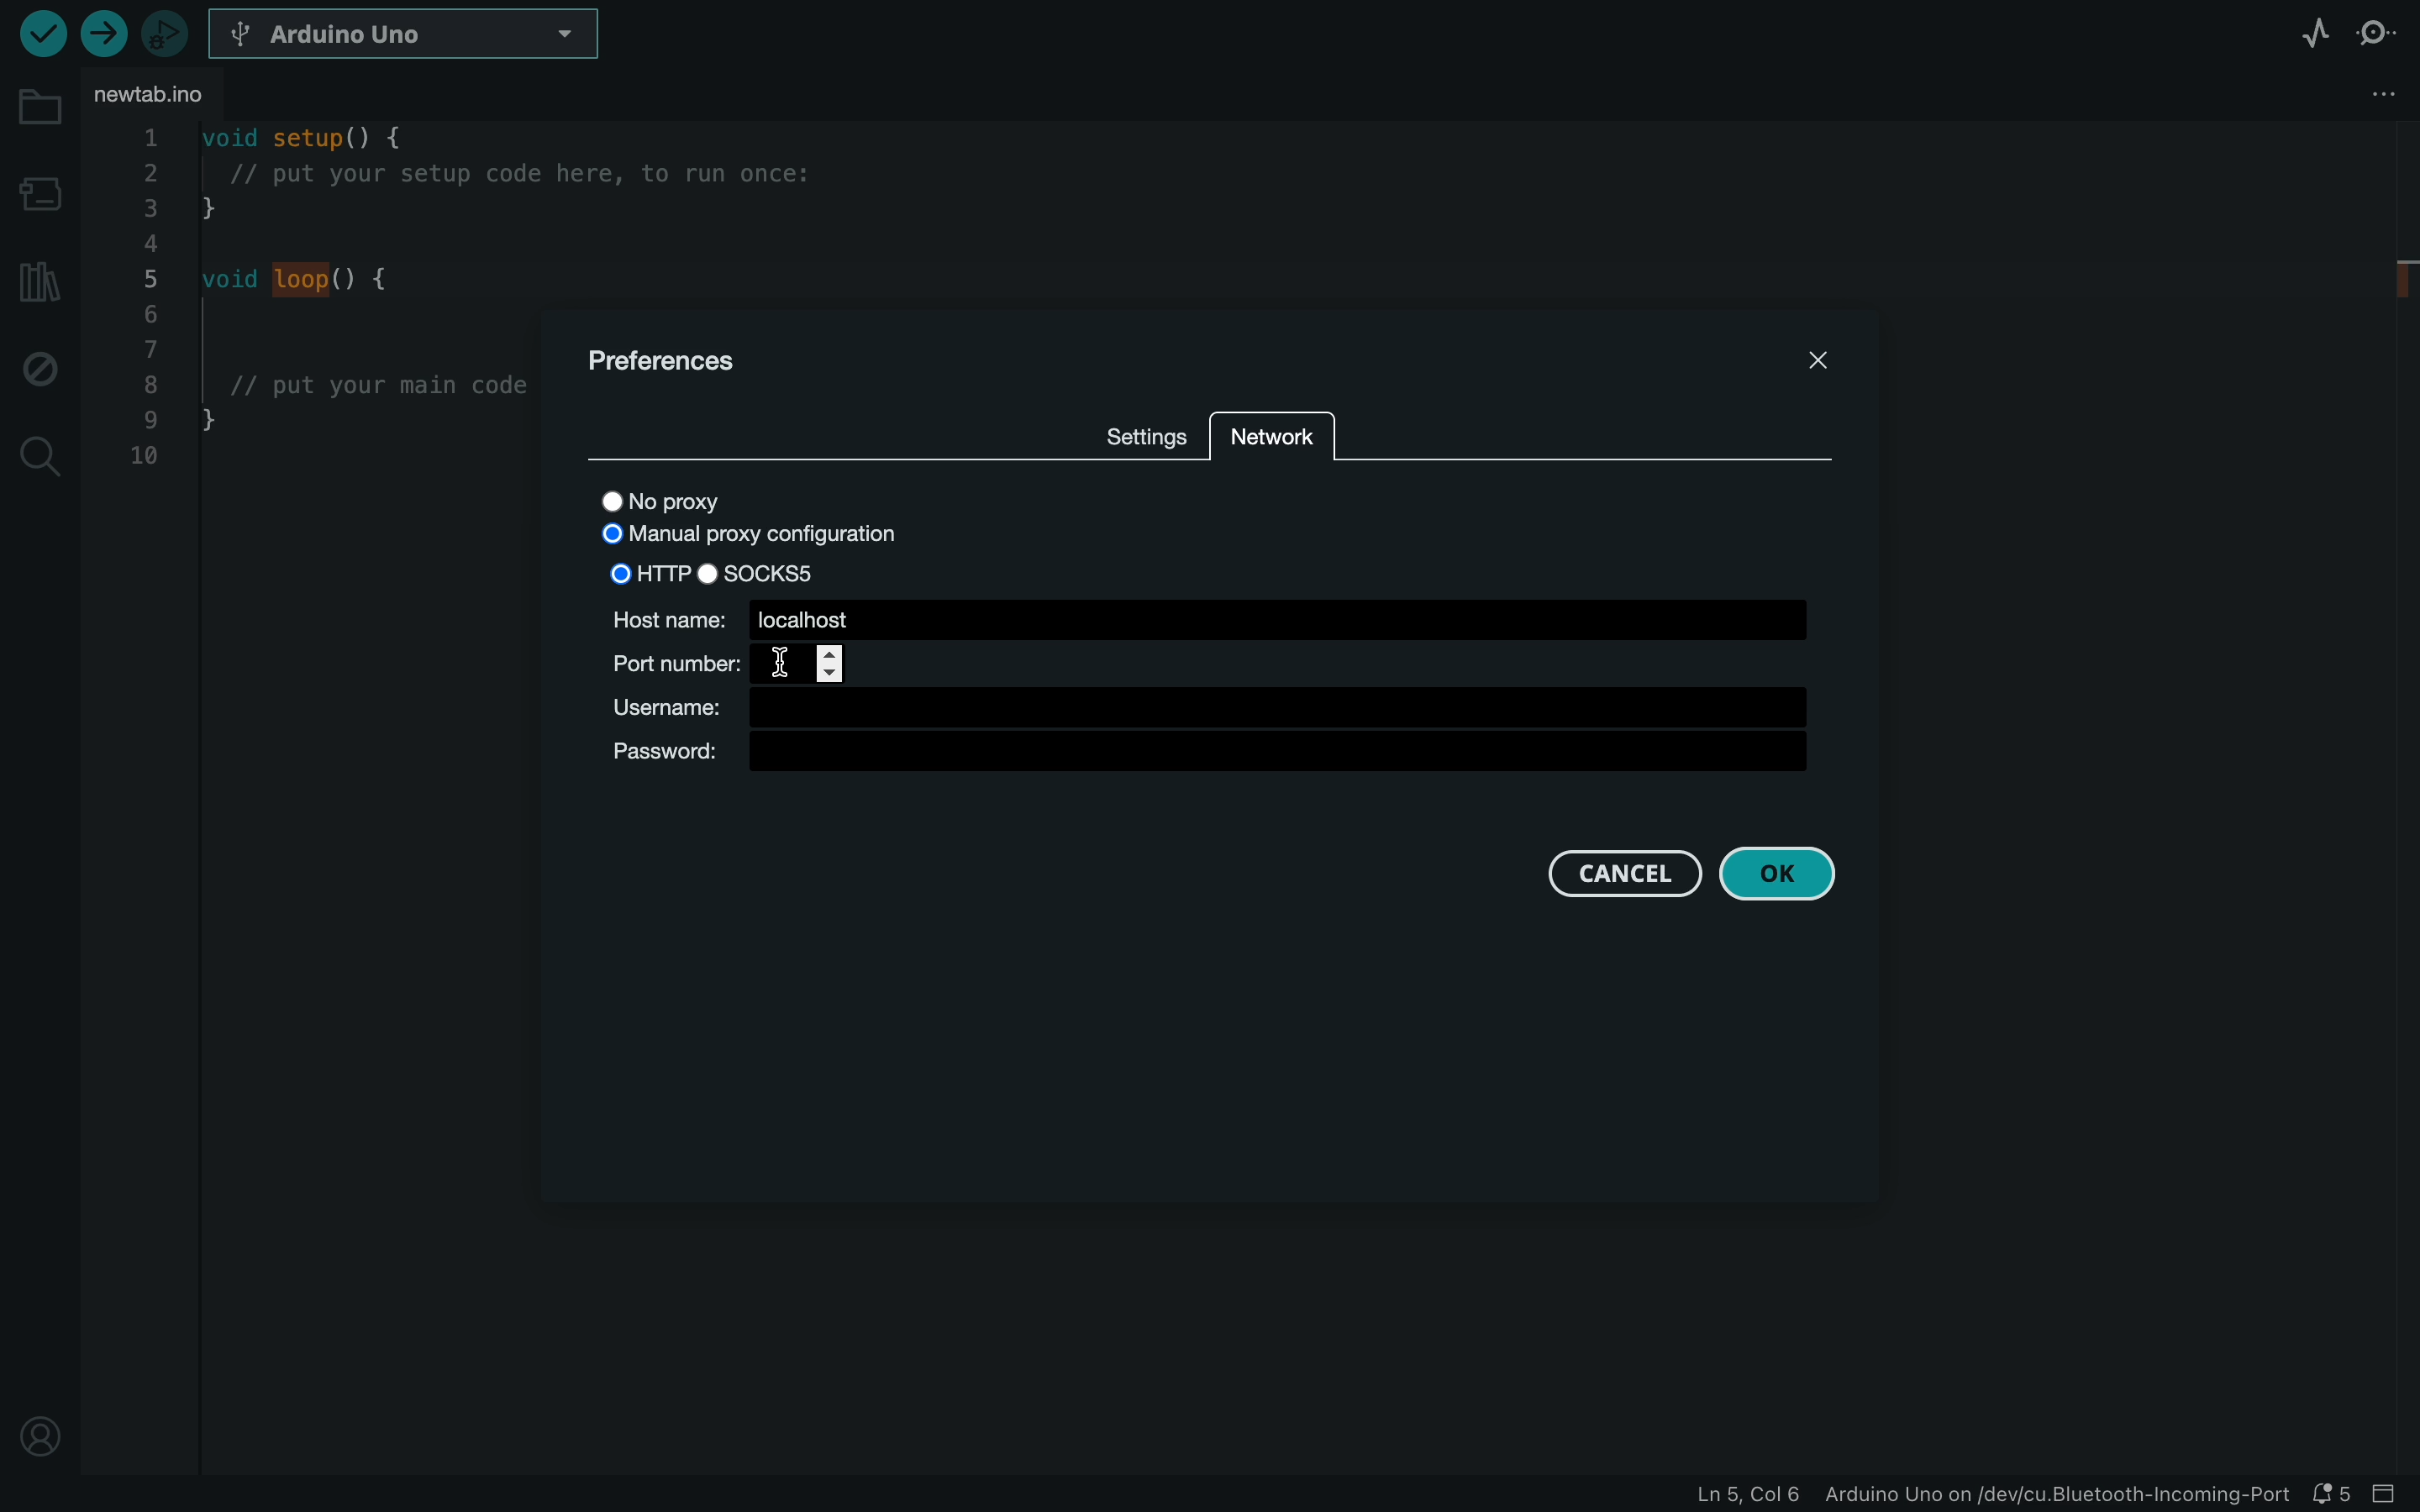 Arduino Uno
newtab.ino
1 void setup() {
2 // put your setup code here, to run once:
3 }
4
5 void loop() {
6
7
8 // put your main code
9 }
10
Preferences
Settings Network
No proxy
Manual proxy configuration
HTTP SOCKS5
Host name: localhost
Port number:
Username:
Password:
CANCEL OK
Ln 5, Col 6 Arduino Uno on /dev/cu.Bluetooth-Incoming-Port 5